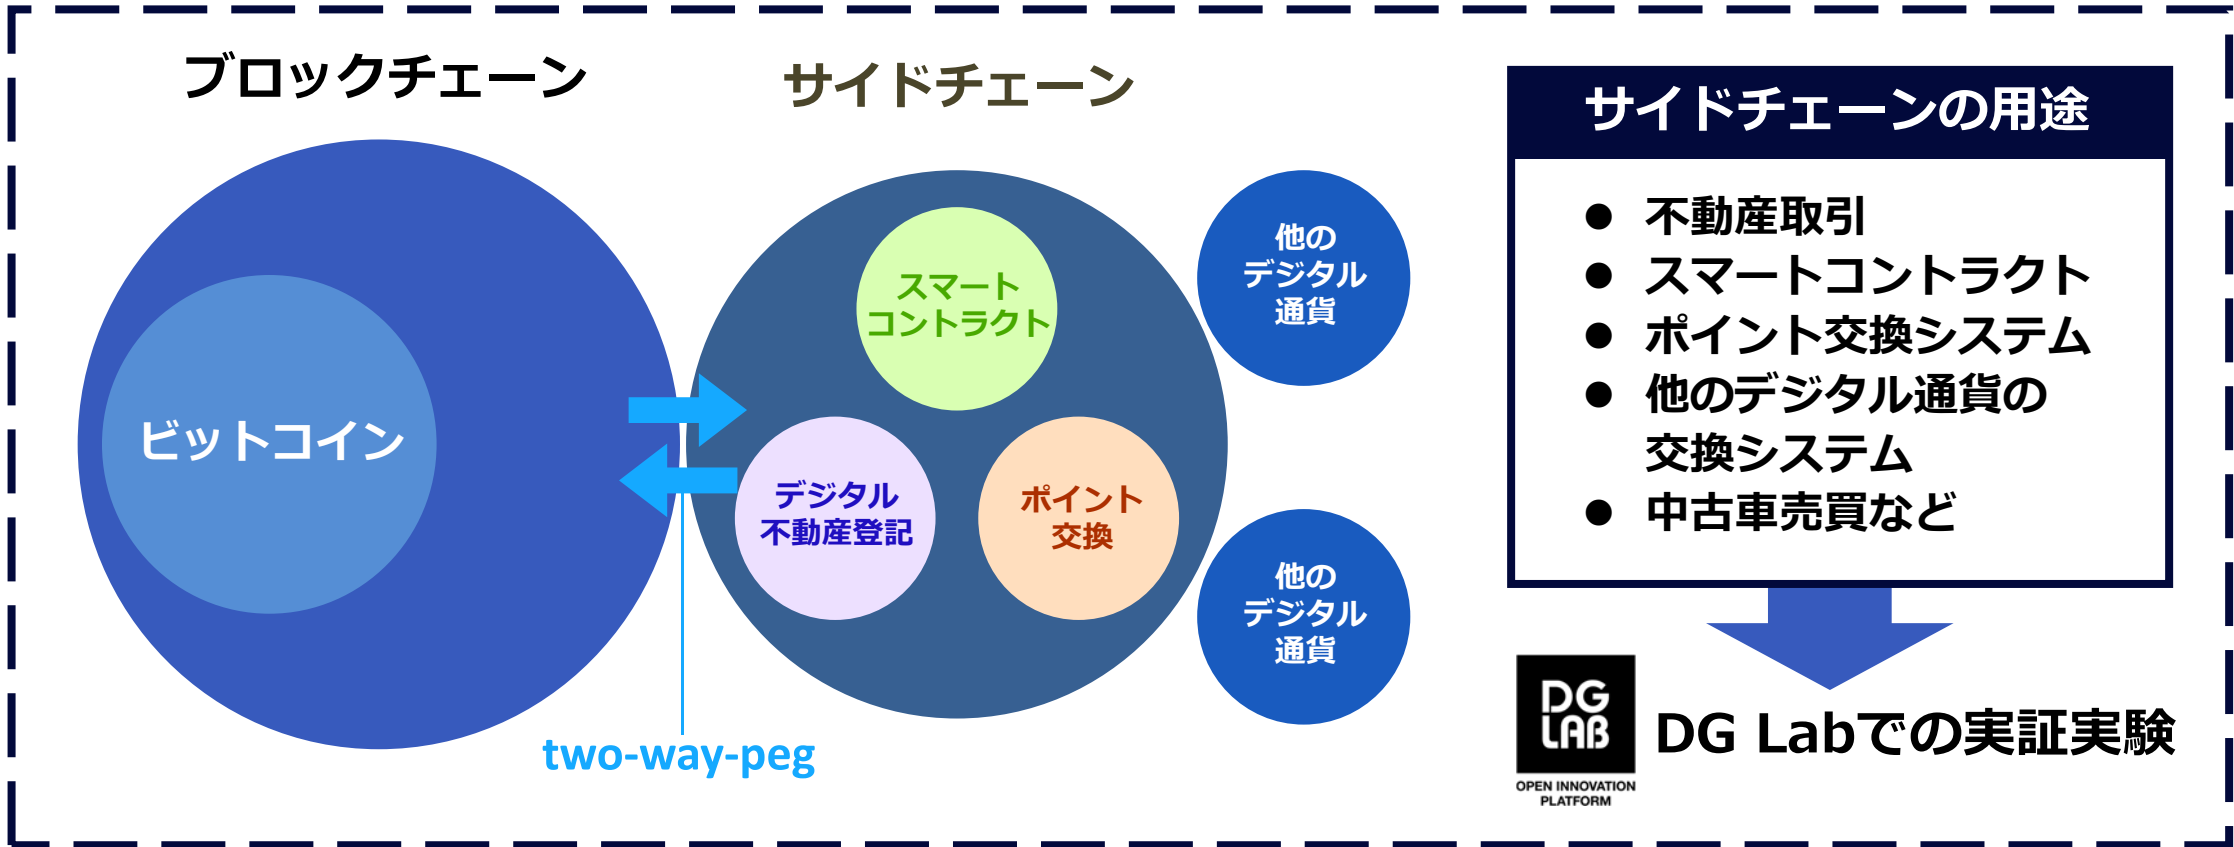 ブロックチェーン
サイドチェーン
ビットコイン
スマート
コントラクト
デジタル
不動産登記
ポイント
交換
他の
デジタル
通貨
他の
デジタル
通貨
two-way-peg
サイドチェーンの用途
● 不動産取引
● スマートコントラクト
● ポイント交換システム
● 他のデジタル通貨の
交換システム
● 中古車売買など
DG
LAB
OPEN INNOVATION
PLATFORM
DG Labでの実証実験